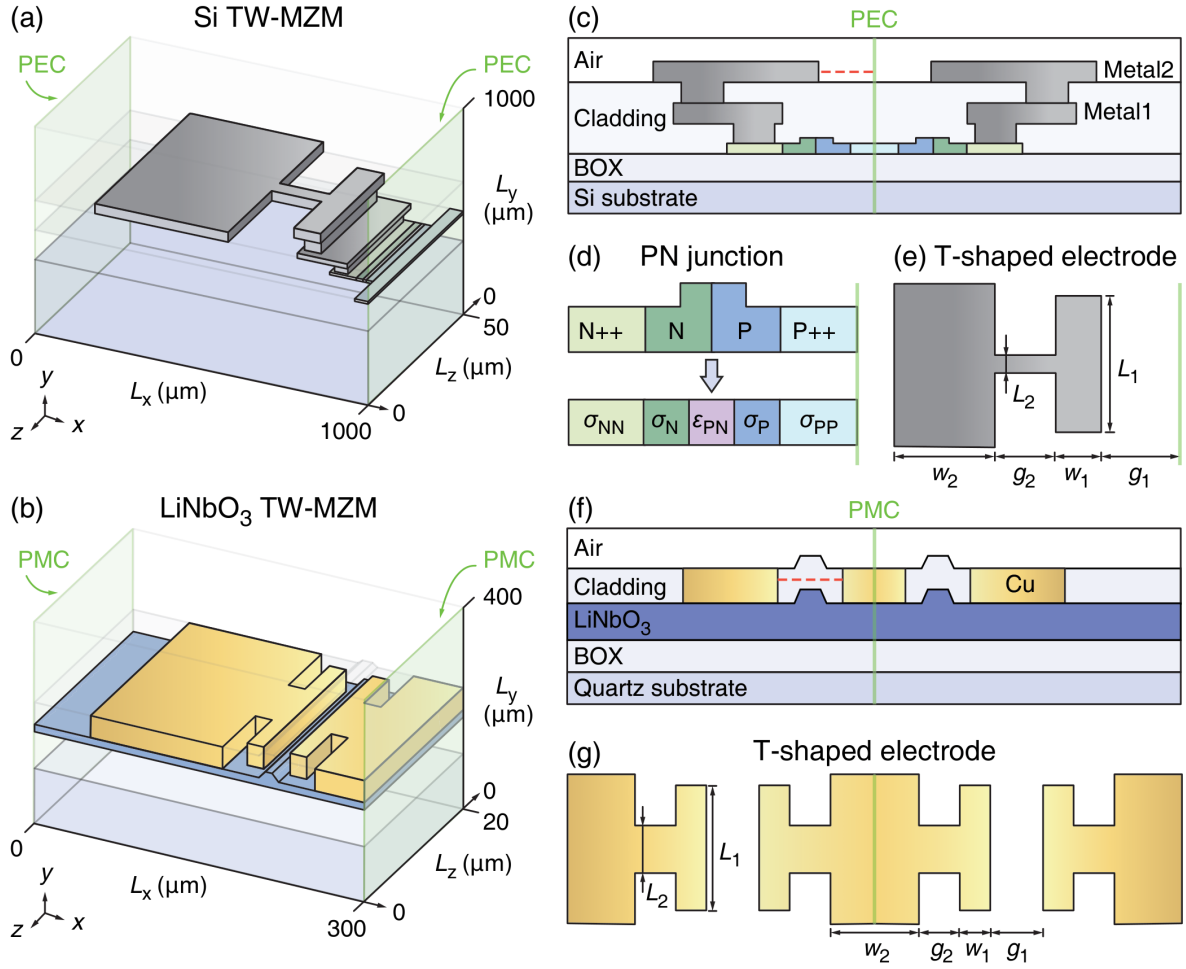 (a)
Si TW-MZM
PEC
PEC
1000
Ly
(μm)
0
50
Lz (μm)
0
Lx (μm)
1000
0
y
x
z
(b)
LiNbO3 TW-MZM
PMC
PMC
400
Ly
(μm)
0
20
Lz (μm)
0
Lx (μm)
300
0
y
x
z
(c)
PEC
Air
Metal2
Cladding
Metal1
BOX
Si substrate
(d)
PN junction
N++ N P P++
σNN σN εPN σP σPP
(e) T-shaped electrode
L1
L2
w2 g2 w1 g1
(f)
PMC
Air
Cladding
Cu
LiNbO3
BOX
Quartz substrate
(g)
T-shaped electrode
L1
L2
w2 g2 w1 g1